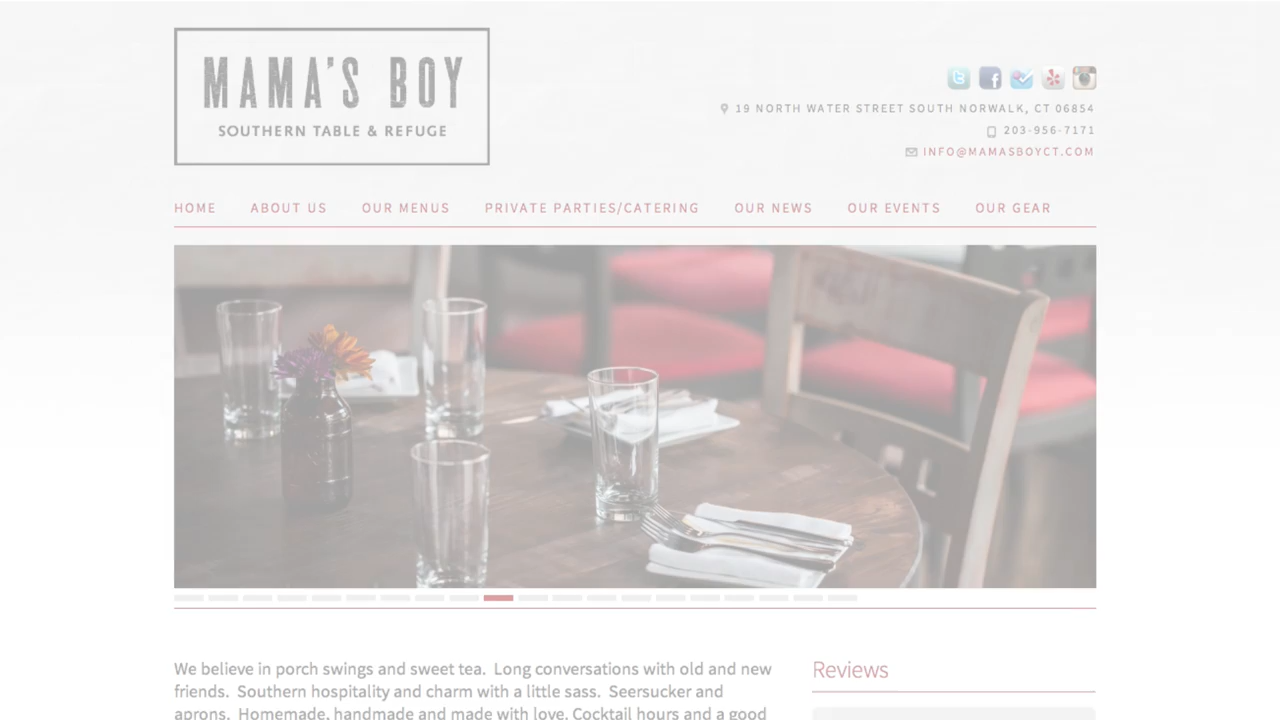 MAMA'S BOY
SOUTHERN TABLE & REFUGE
19 NORTH WATER STREET SOUTH NORWALK, CT 06854
203-956-7171
INFO@MAMASBOYCT.COM
HOME ABOUT US OUR MENUS PRIVATE PARTIES/CATERING OUR NEWS OUR EVENTS OUR GEAR
We believe in porch swings and sweet tea.  Long conversations with old and new
friends.  Southern hospitality and charm with a little sass.  Seersucker and
aprons.  Homemade, handmade and made with love. Cocktail hours and a good
Reviews